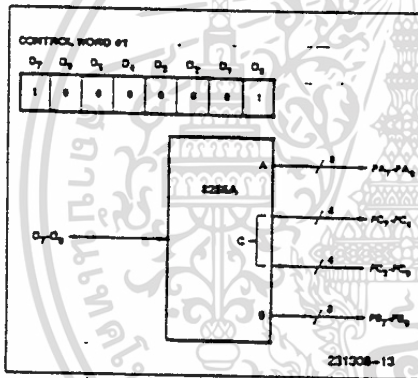 CONTROL WORD #1
D7 D6 D5 D4 D3 D2 D1 D0
1 0 0 0 0 0 0 1
A
8
PA7-PA0
8255A
4
PC7-PC4
C
D7-D0
4
PC3-PC0
B
8
PB7-PB0
231308-13